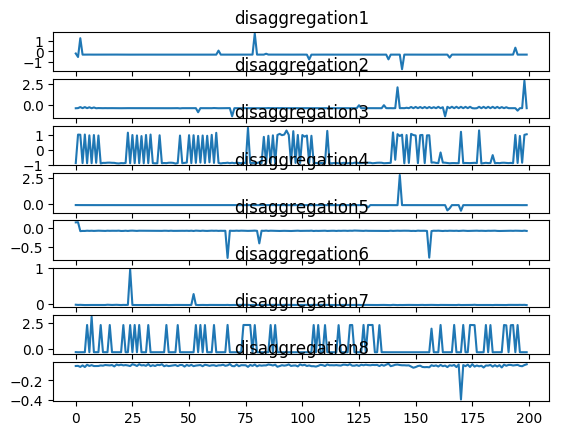 disaggregation1
1
0
−1
disaggregation2
2.5
0.0
disaggregation3
1
0
−1
disaggregation4
2.5
0.0
disaggregation5
0.0
−0.5
disaggregation6
1
0
disaggregation7
2.5
0.0
disaggregation8
−0.2
−0.4
0 25 50 75 100 125 150 175 200